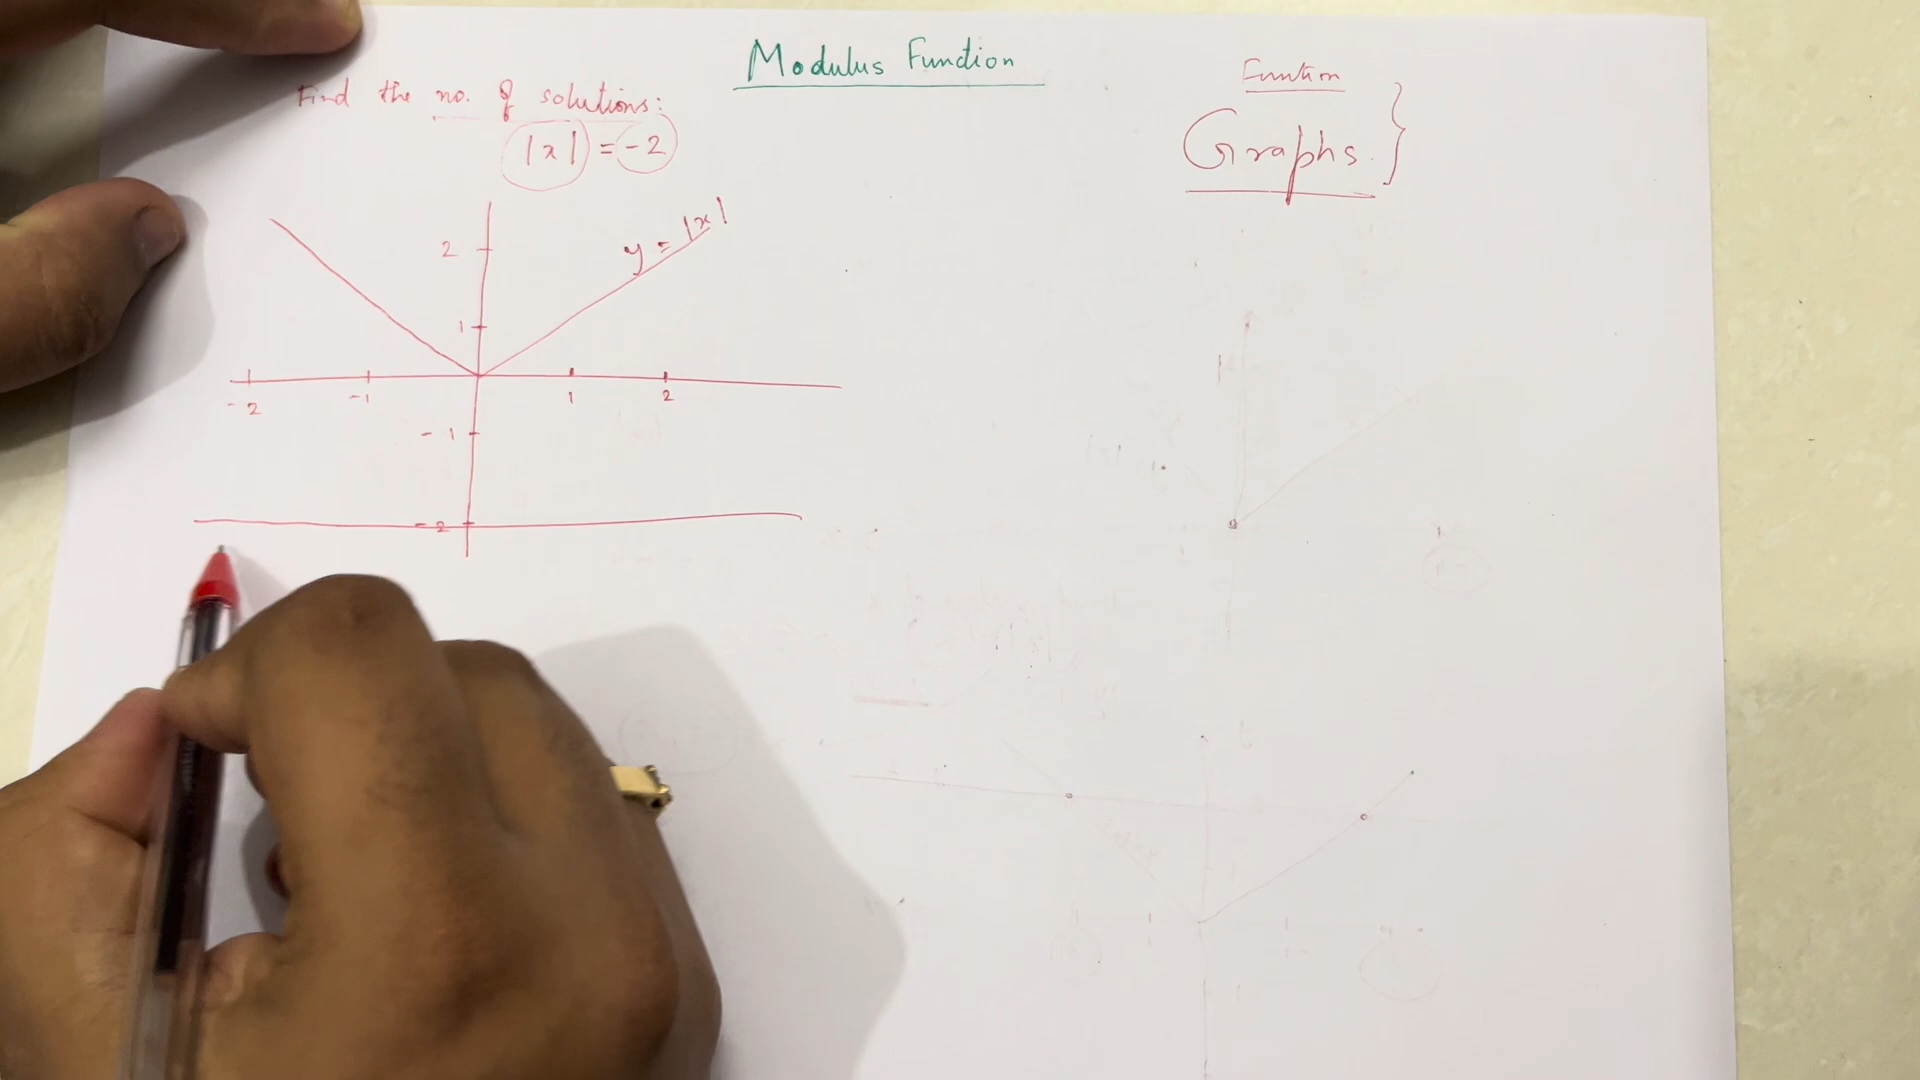 Modulus Function
Find the no. of solutions:
|x| = -2
Function
Graphs
y = |x|
2
1
-2 -1 1 2
-1
-2